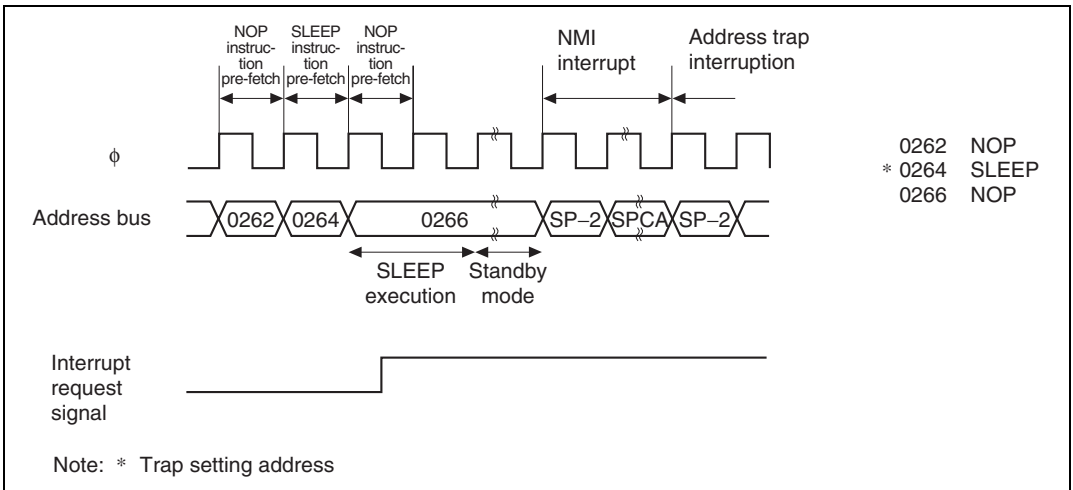 NOP
instruc-
tion
pre-fetch
SLEEP
instruc-
tion
pre-fetch
NOP
instruc-
tion
pre-fetch
NMI
interrupt
Address trap
interruption
φ
0262 NOP
* 0264 SLEEP
0266 NOP
Address bus
0262 0264 0266 SP–2 SPCA SP–2
SLEEP
execution
Standby
mode
Interrupt
request
signal
Note: * Trap setting address